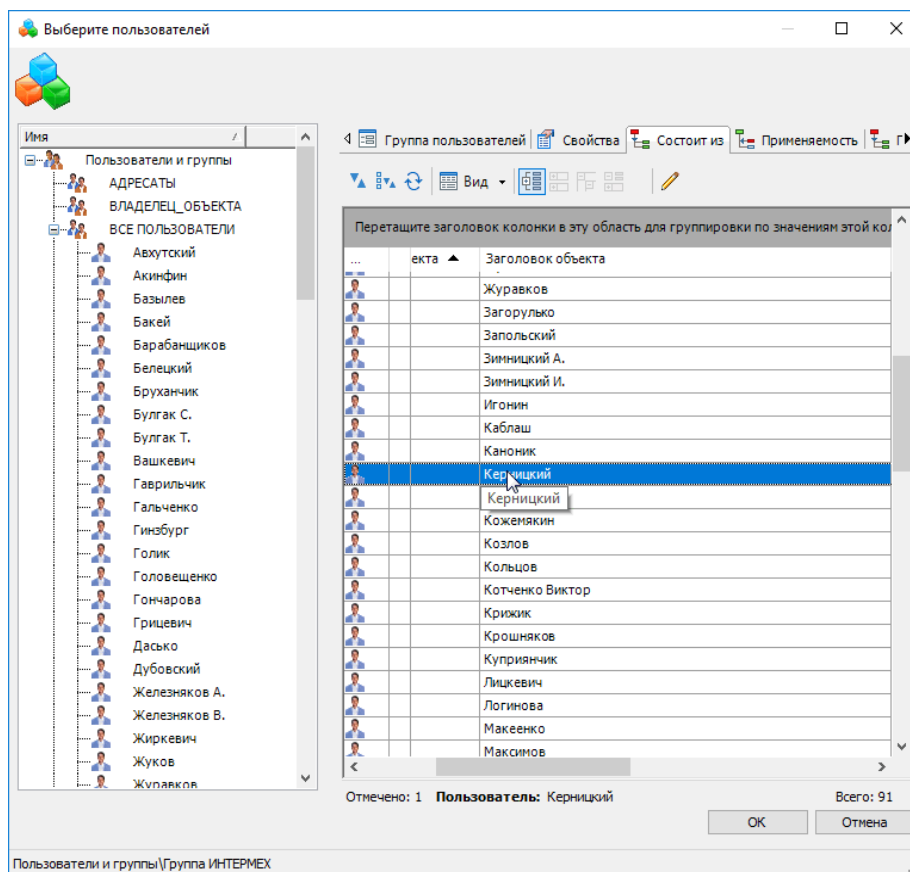 Выберите пользователей
Имя
Пользователи и группы
АДРЕСАТЫ
ВЛАДЕЛЕЦ_ОБЪЕКТА
ВСЕ ПОЛЬЗОВАТЕЛИ
Авхутский
Акинфин
Базылев
Бакей
Барабанщиков
Белецкий
Бруханчик
Булгак С.
Булгак Т.
Вашкевич
Гаврильчик
Гальченко
Гинзбург
Голик
Головещенко
Гончарова
Грицевич
Дасько
Дубовский
Железняков А.
Железняков В.
Жиркевич
Жуков
Журавков
Группа пользователей Свойства Состоит из Применяемость Г
Вид
Перетащите заголовок колонки в эту область для группировки по значениям этой кол
... екта Заголовок объекта
Журавков
Загорулько
Запольский
Зимницкий А.
Зимницкий И.
Игонин
Каблаш
Каноник
Керницкий
Керницкий
Кожемякин
Козлов
Кольцов
Котченко Виктор
Крижик
Крошняков
Куприянчик
Лицкевич
Логинова
Макеенко
Максимов
Отмечено: 1 Пользователь: Керницкий Всего: 91
ОК Отмена
Пользователи и группы\Группа ИНТЕРМЕХ